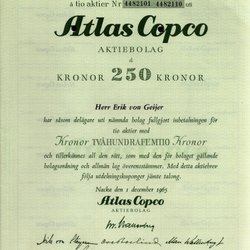 å tio aktier Nr 4482101 4482110 os
Atlas Copco
AKTIEBOLAG
å
KRONOR 250 KRONOR
Herr Erik von Geijer
har såsom delägare uti nämnda bolag fullgjort inbetalningen för
tio aktier med
Kronor TVÅHUNDRAFEMTIO Kronor
och tillerkännes all den rätt, som med den för bolaget gällande
bolagsordning och allmän lag överensstämmer. Med detta aktiebrev
följa utdelningskuponger jämte talong.
Nacka den 1 december 1965
Atlas Copco
AKTIEBOLAG